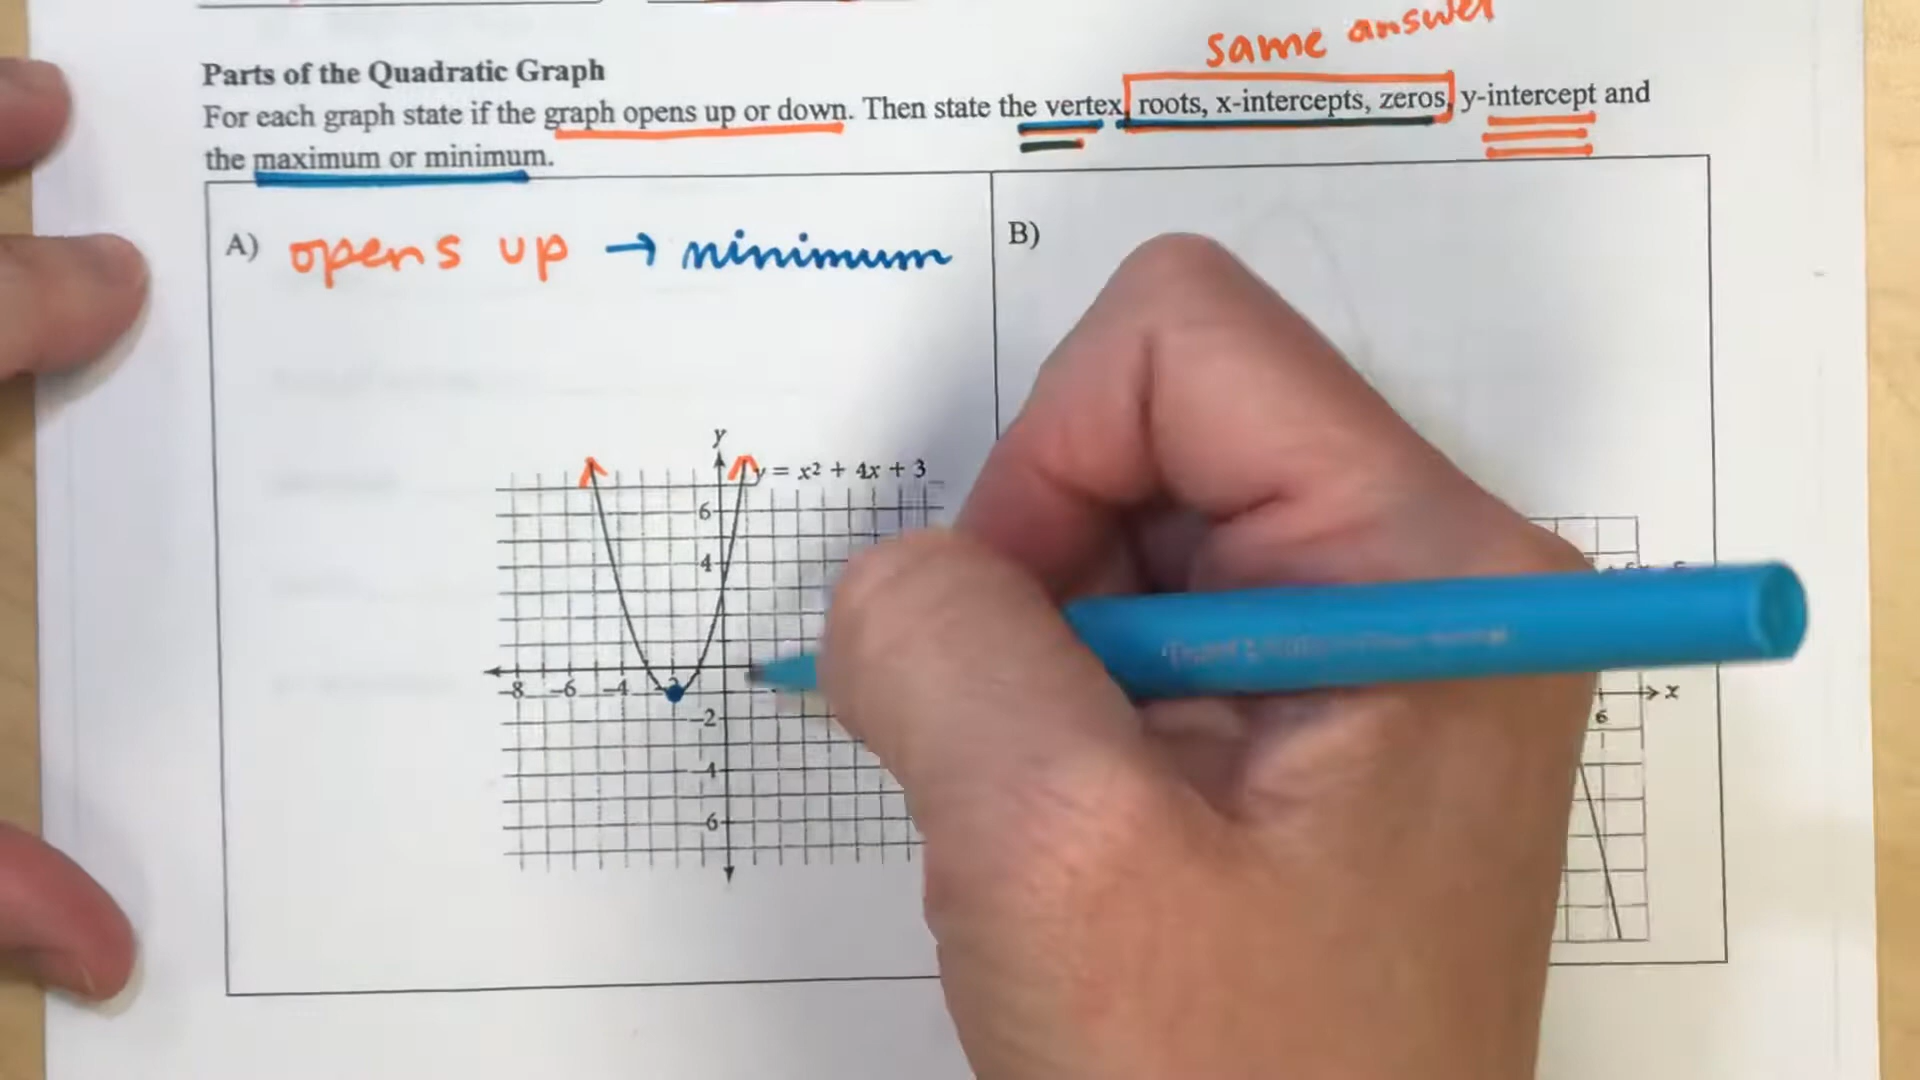 same answer
Parts of the Quadratic Graph
For each graph state if the graph opens up or down. Then state the vertex, roots, x-intercepts, zeros, y-intercept and
the maximum or minimum.
A) opens up → minimum
B)
y
y = x² + 4x + 3
6
4
-8 -6 -4 -2
-2
-4
6
x
6